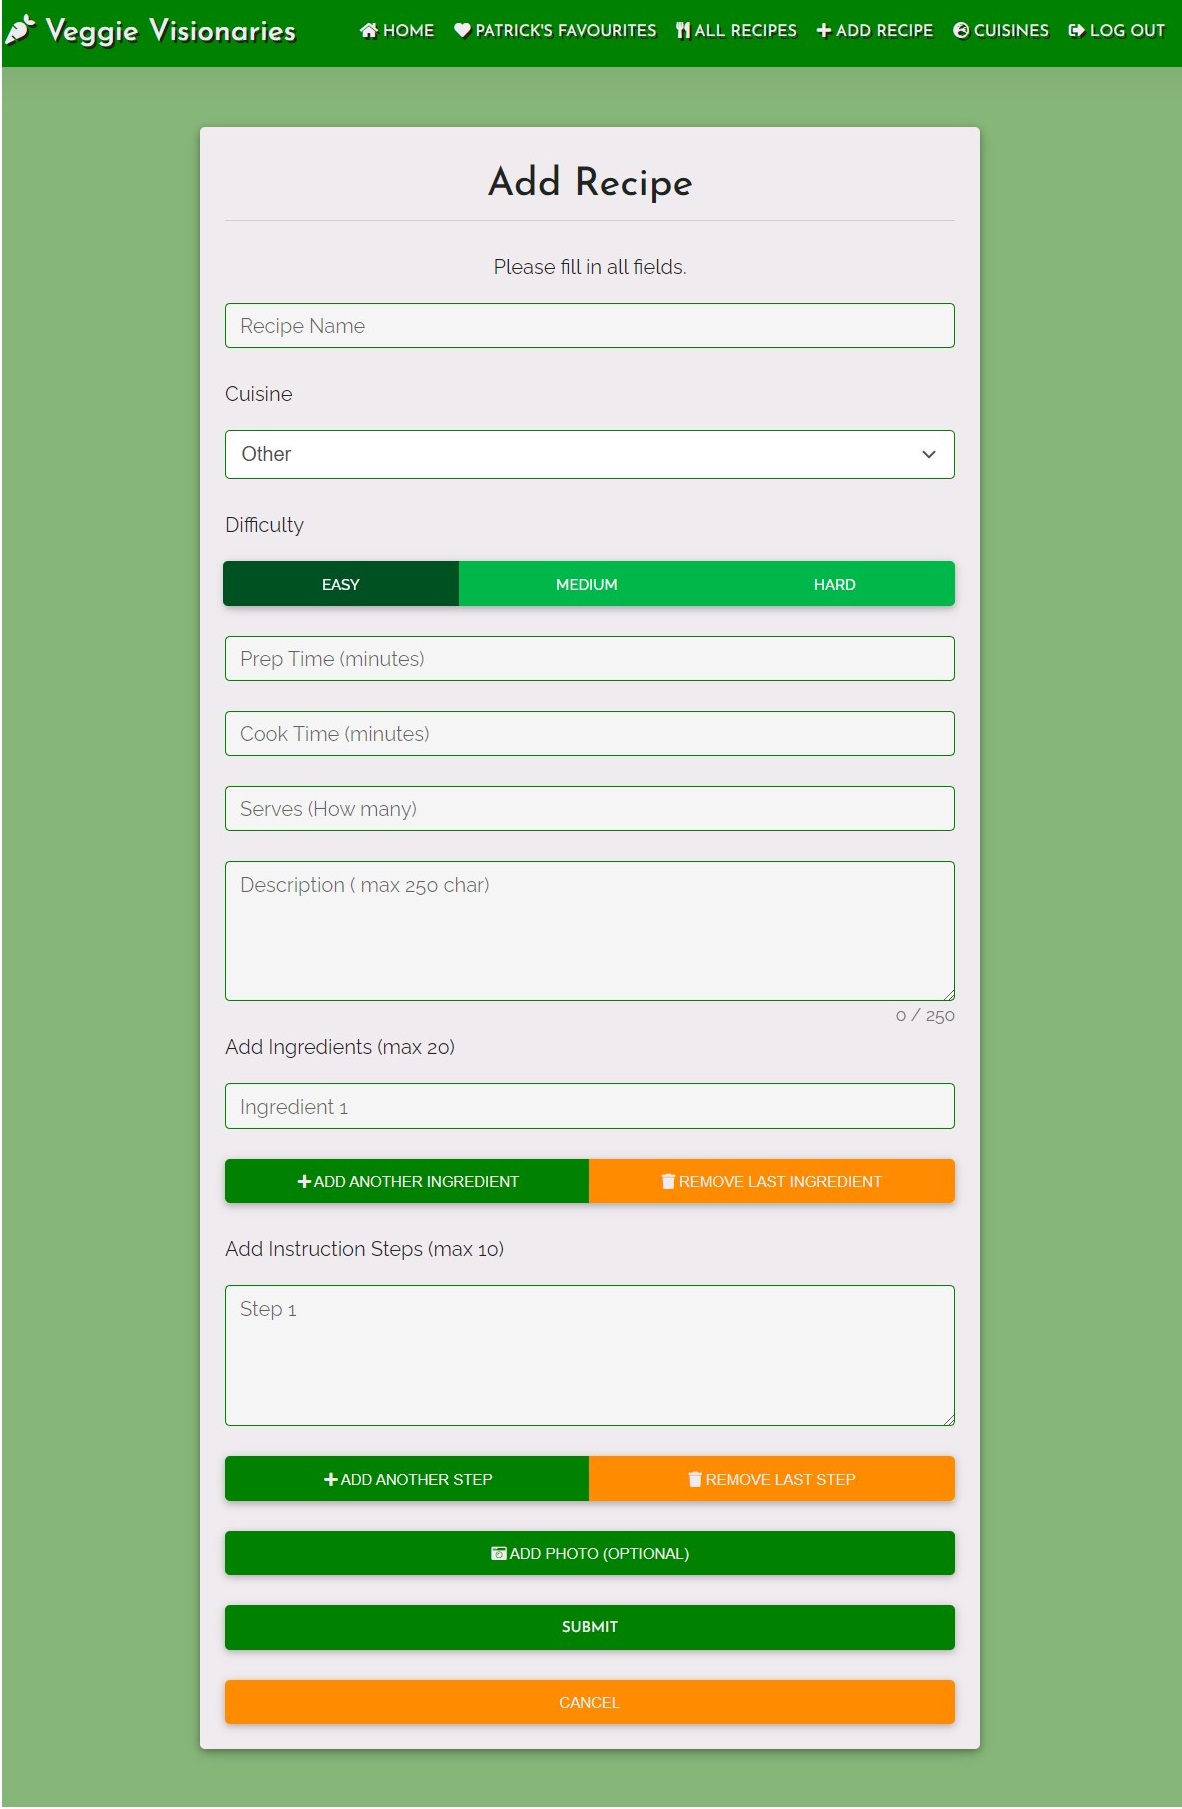 Veggie Visionaries HOME PATRICK'S FAVOURITES ALL RECIPES ADD RECIPE CUISINES LOG OUT
Add Recipe
Please fill in all fields.
Recipe Name
Cuisine
Other
Difficulty
EASY MEDIUM HARD
Prep Time (minutes)
Cook Time (minutes)
Serves (How many)
Description ( max 250 char)
0 / 250
Add Ingredients (max 20)
Ingredient 1
ADD ANOTHER INGREDIENT REMOVE LAST INGREDIENT
Add Instruction Steps (max 10)
Step 1
ADD ANOTHER STEP REMOVE LAST STEP
ADD PHOTO (OPTIONAL)
SUBMIT
CANCEL